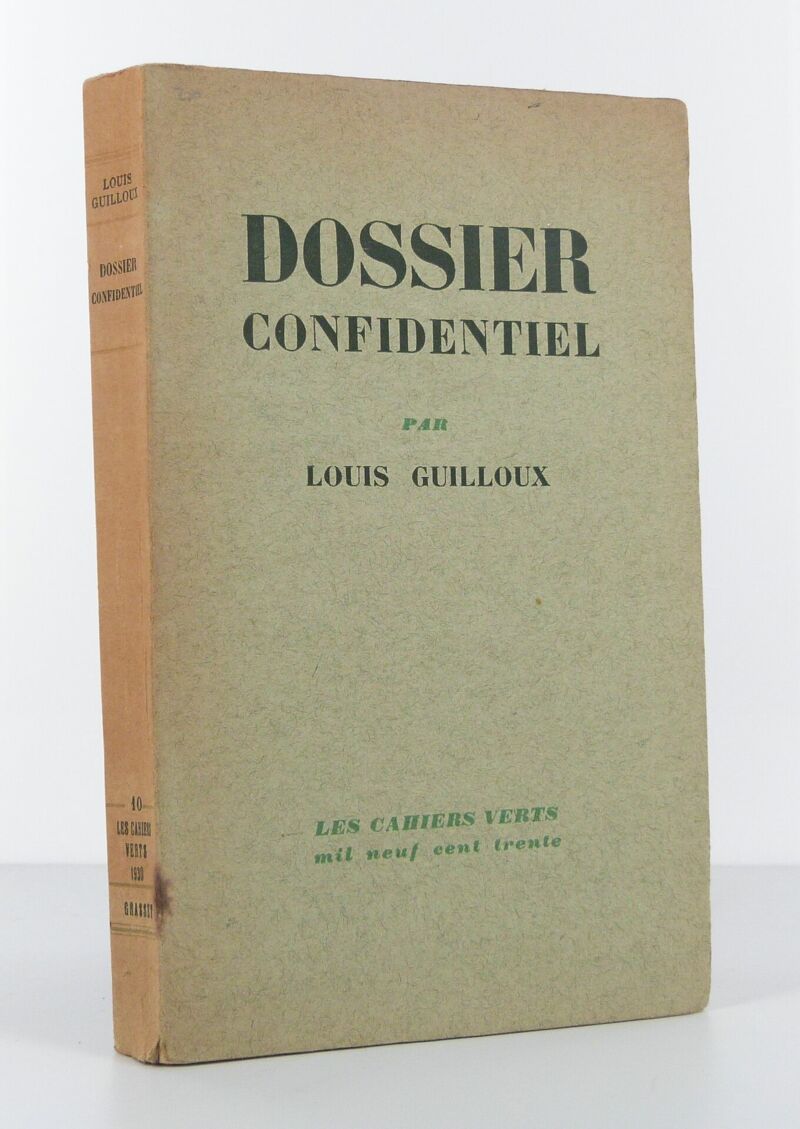 LOUIS
GUILLOUX
DOSSIER
CONFIDENTIEL
10
LES CAHIERS
VERTS
1930
GRASSET
DOSSIER
CONFIDENTIEL
PAR
LOUIS GUILLOUX
LES CAHIERS VERTS
mil neuf cent trente